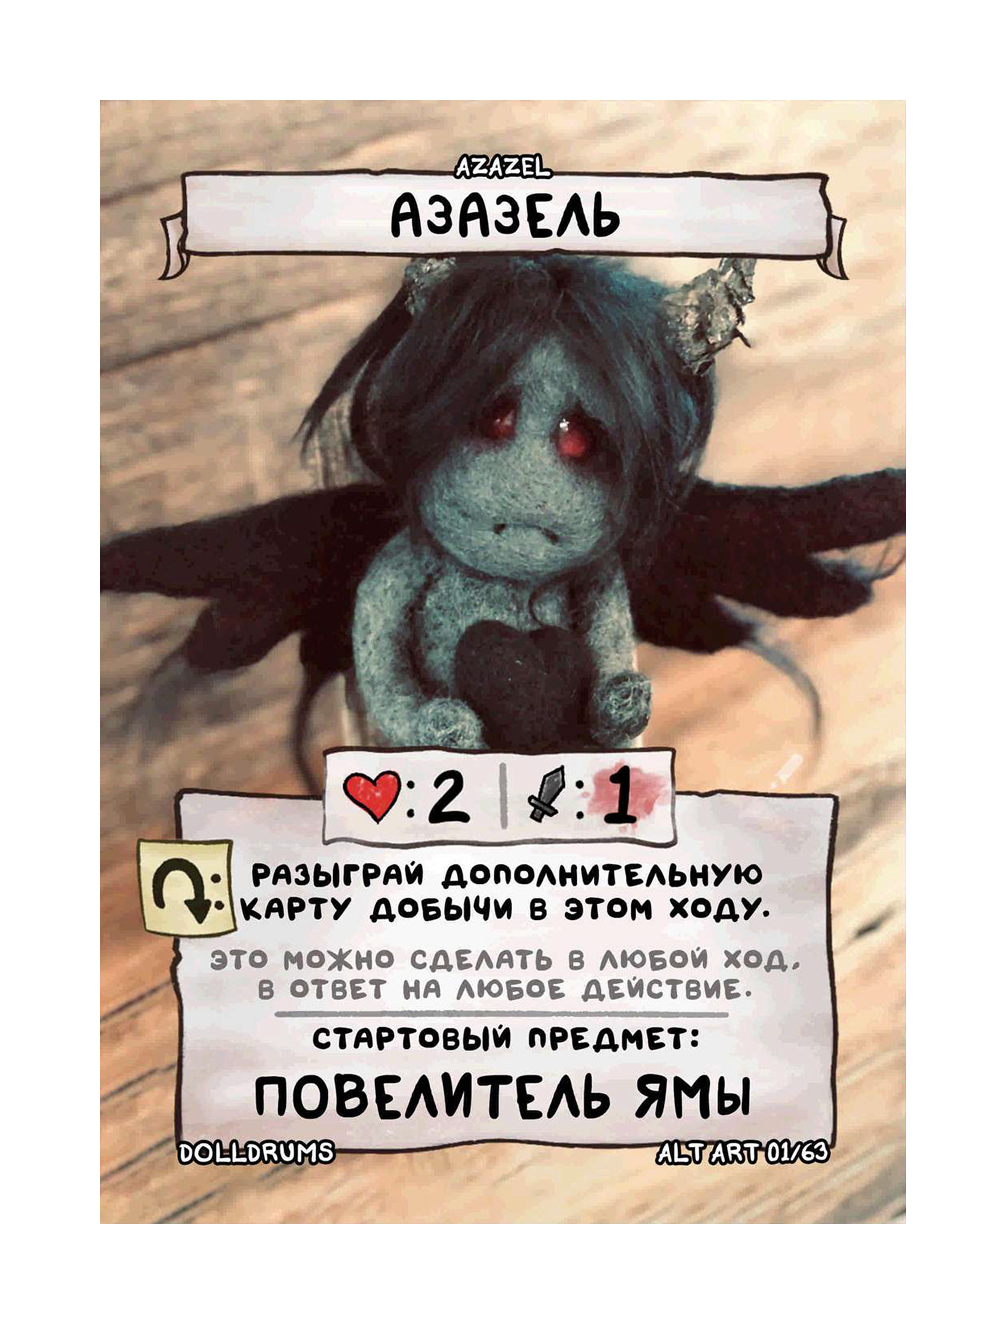 AZAZEL
АЗАЗЕЛЬ
:2 | :1
РАЗЫГРАЙ ДОПОЛНИТЕЛЬНУЮ
КАРТУ ДОБЫЧИ В ЭТОМ ХОДУ.
ЭТО МОЖНО СДЕЛАТЬ В ЛЮБОЙ ХОД,
В ОТВЕТ НА ЛЮБОЕ ДЕЙСТВИЕ.
СТАРТОВЫЙ ПРЕДМЕТ:
ПОВЕЛИТЕЛЬ ЯМЫ
DOLLDRUMS
ALT ART 01/63